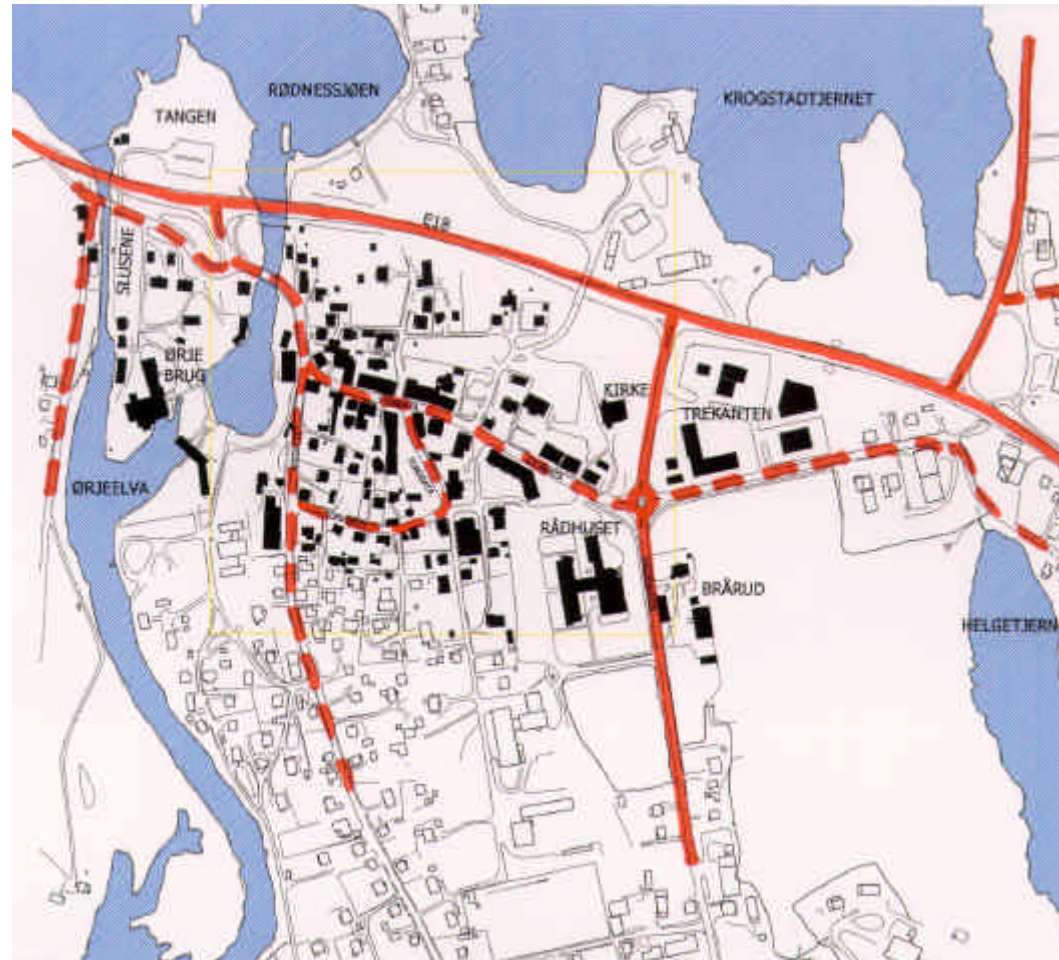 RØDNESSJØEN
KROGSTADTJERNET
TANGEN
E18
SLUSENE
ØRJE
BRUG
KIRKE
TREKANTEN
ØRJEELVA
RÅDHUSET
BRÅRUD
HELGETJERN